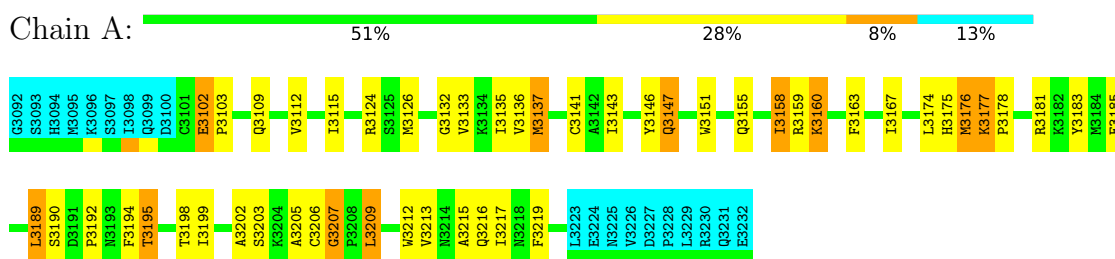 Chain A:
51% 28% 8% 13%
G3092 S3093 H3094 M3095 K3096 S3097 I3098 Q3099 D3100 C3101 E3102 P3103 Q3109 V3112 I3115 R3124 S3125 M3126 G3132 V3133 K3134 I3135 V3136 M3137 C3141 A3142 I3143 Y3146 Q3147 W3151 Q3155 I3158 R3159 K3160 F3163 I3167 L3174 H3175 M3176 K3177 P3178 R3181 K3182 Y3183 M3184 E3185
L3189 S3190 D3191 P3192 N3193 F3194 T3195 T3198 I3199 A3202 S3203 K3204 A3205 C3206 G3207 P3208 L3209 W3212 V3213 N3214 A3215 Q3216 I3217 N3218 F3219 L3223 E3224 N3225 V3226 D3227 P3228 L3229 R3230 Q3231 E3232